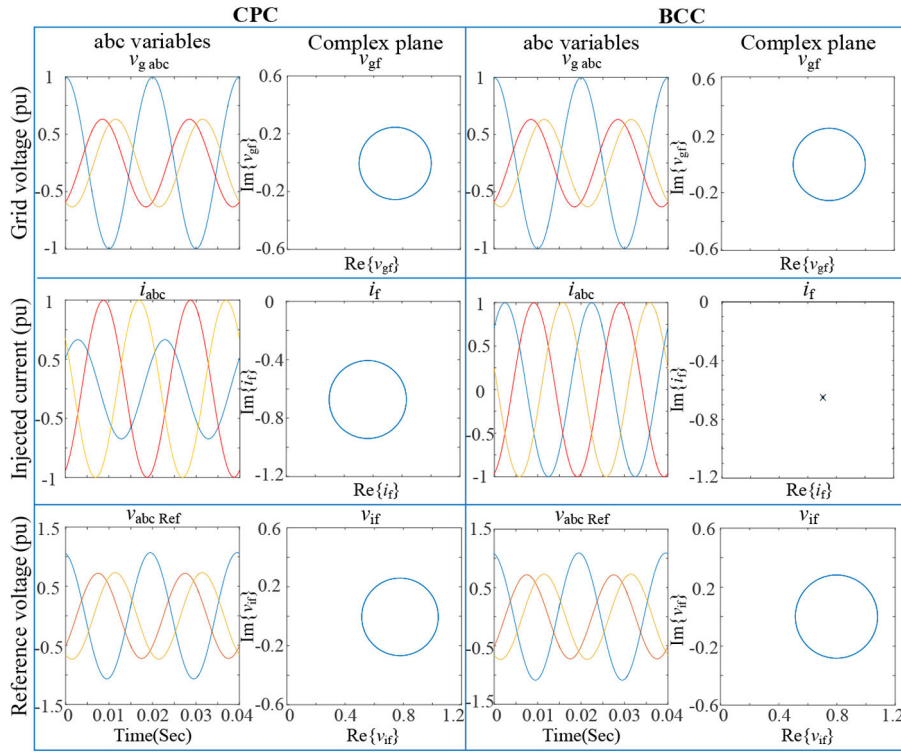 CPC BCC
abc variables Complex plane abc variables Complex plane
v_g abc v_gf v_g abc v_gf
Grid voltage (pu)
1 0.5 -0.5 -1
Im{v_gf}
0.6 0.2 -0.2 -0.6
Re{v_gf}
1 0.5 -0.5 -1
Im{v_gf}
0.6 0.2 -0.2 -0.6
Re{v_gf}
i_abc i_f i_abc i_f
Injected current (pu)
1 0.5 -0.5 -1
Im{i_f}
0 -0.4 -0.8 -1.2
Re{i_f}
1 0.5 0 -0.5 -1
Im{i_f}
0 -0.4 -0.8 -1.2
Re{i_f}
v_abc Ref v_if v_abc Ref v_if
Reference voltage (pu)
1.5 0.5 -0.5 -1.5
0 0.01 0.02 0.03 0.04
Time(Sec)
Im{v_if}
0.6 0.2 -0.2 -0.6
0 0.4 0.8 1.2
Re{v_if}
1.5 0.5 -0.5 -1.5
0 0.01 0.02 0.03 0.04
Time(Sec)
Im{v_if}
0.6 0.2 -0.2 -0.6
0 0.4 0.8 1.2
Re{v_if}